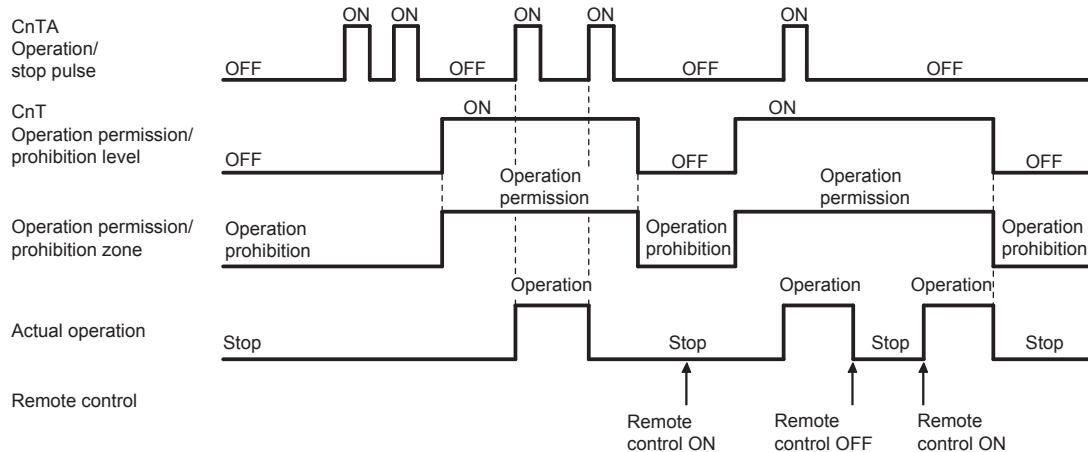 CnTA
Operation/
stop pulse
ON ON ON ON ON
OFF OFF OFF OFF
CnT
Operation permission/
prohibition level
ON ON
OFF OFF OFF
Operation permission/
prohibition zone
Operation
prohibition
Operation
permission
Operation
prohibition
Operation
permission
Operation
prohibition
Actual operation
Operation Operation Operation
Stop Stop Stop Stop
Remote control
Remote
control ON
Remote
control OFF
Remote
control ON